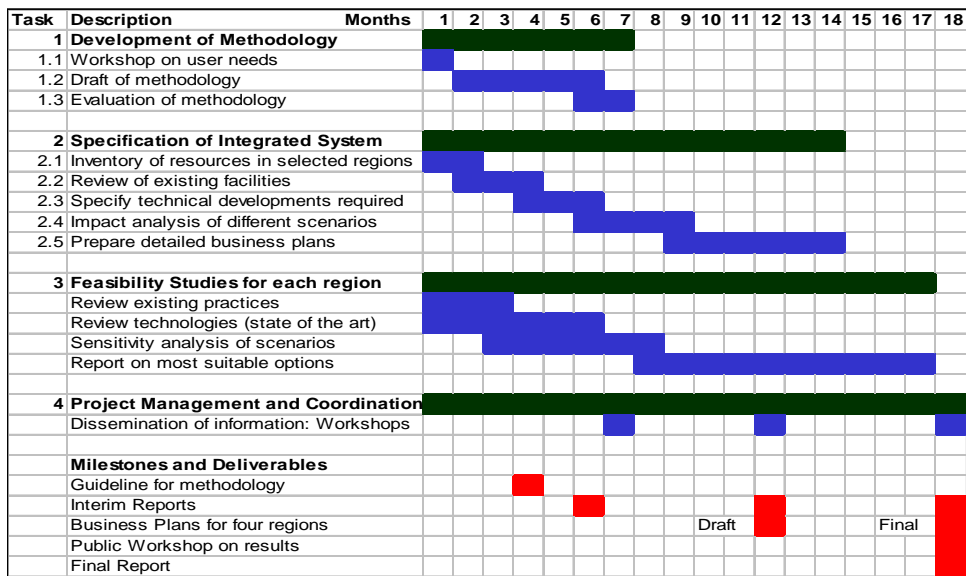 Task Description Months 1 2 3 4 5 6 7 8 9 10 11 12 13 14 15 16 17 18
1 Development of Methodology
1.1 Workshop on user needs
1.2 Draft of methodology
1.3 Evaluation of methodology
2 Specification of Integrated System
2.1 Inventory of resources in selected regions
2.2 Review of existing facilities
2.3 Specify technical developments required
2.4 Impact analysis of different scenarios
2.5 Prepare detailed business plans
3 Feasibility Studies for each region
Review existing practices
Review technologies (state of the art)
Sensitivity analysis of scenarios
Report on most suitable options
4 Project Management and Coordination
Dissemination of information: Workshops
Milestones and Deliverables
Guideline for methodology
Interim Reports
Business Plans for four regions Draft Final
Public Workshop on results
Final Report